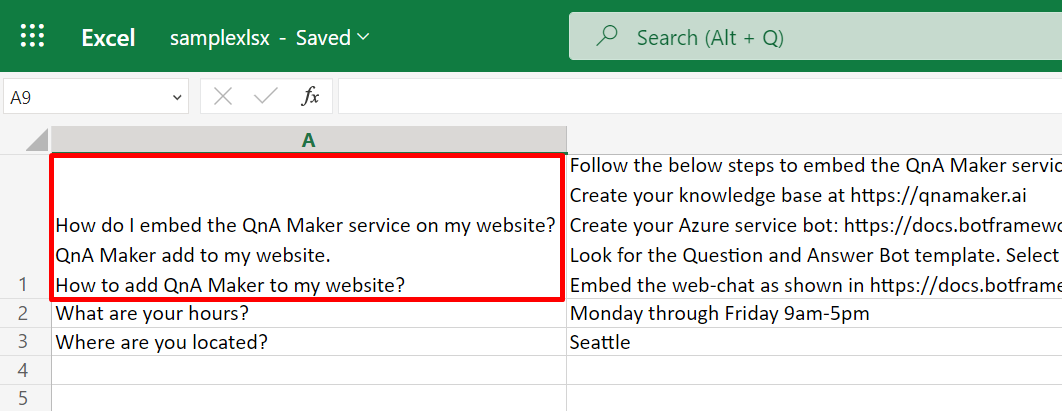 Excel samplexlsx - Saved Search (Alt + Q)
A9 fx
A
Follow the below steps to embed the QnA Maker servic
Create your knowledge base at https://qnamaker.ai
How do I embed the QnA Maker service on my website? Create your Azure service bot: https://docs.botframewo
QnA Maker add to my website. Look for the Question and Answer Bot template. Select
1 How to add QnA Maker to my website? Embed the web-chat as shown in https://docs.botframe
2 What are your hours? Monday through Friday 9am-5pm
3 Where are you located? Seattle
4
5